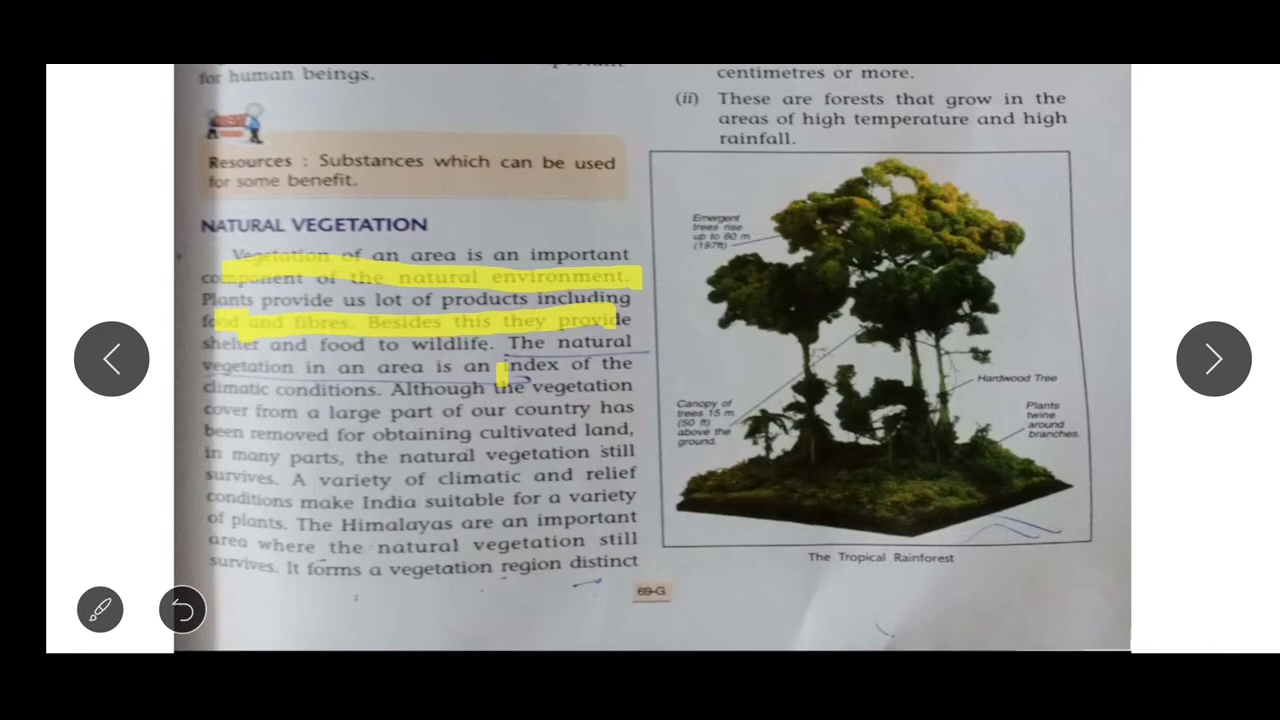 for human beings.
Resources : Substances which can be used
for some benefit.
NATURAL VEGETATION
Vegetation of an area is an important
component of the natural environment.
Plants provide us lot of products including
food and fibres. Besides this they provide
shelter and food to wildlife. The natural
vegetation in an area is an index of the
climatic conditions. Although the vegetation
cover from a large part of our country has
been removed for obtaining cultivated land,
in many parts, the natural vegetation still
survives. A variety of climatic and relief
conditions make India suitable for a variety
of plants. The Himalayas are an important
area where the natural vegetation still
survives. It forms a vegetation region distinct
centimetres or more.
(ii) These are forests that grow in the
areas of high temperature and high
rainfall.
Emergent
trees rise
up to 60 m
(197ft)
Hardwood Tree
Canopy of
trees 15 m
(50 ft)
above the
ground.
Plants
twine
around
branches.
The Tropical Rainforest
69-G